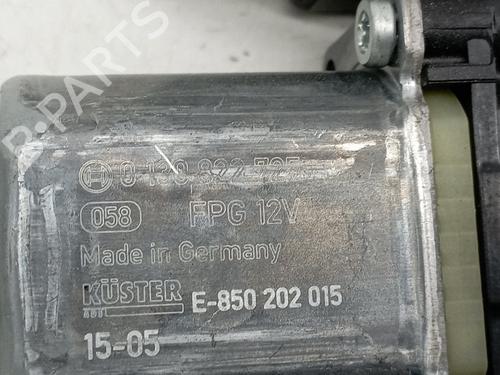 B-PARTS
058 FPG 12V
Made in Germany
KÜSTER E-850 202 015
15-05